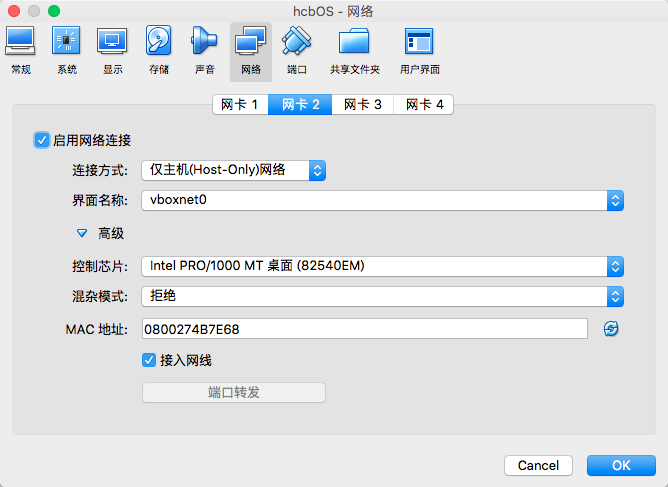 hcbOS - 网络
常规 系统 显示 存储 声音 网络 端口 共享文件夹 用户界面
网卡 1 网卡 2 网卡 3 网卡 4
启用网络连接
连接方式: 仅主机(Host-Only)网络
界面名称: vboxnet0
高级
控制芯片: Intel PRO/1000 MT 桌面 (82540EM)
混杂模式: 拒绝
MAC 地址: 0800274B7E68
接入网线
端口转发
Cancel OK